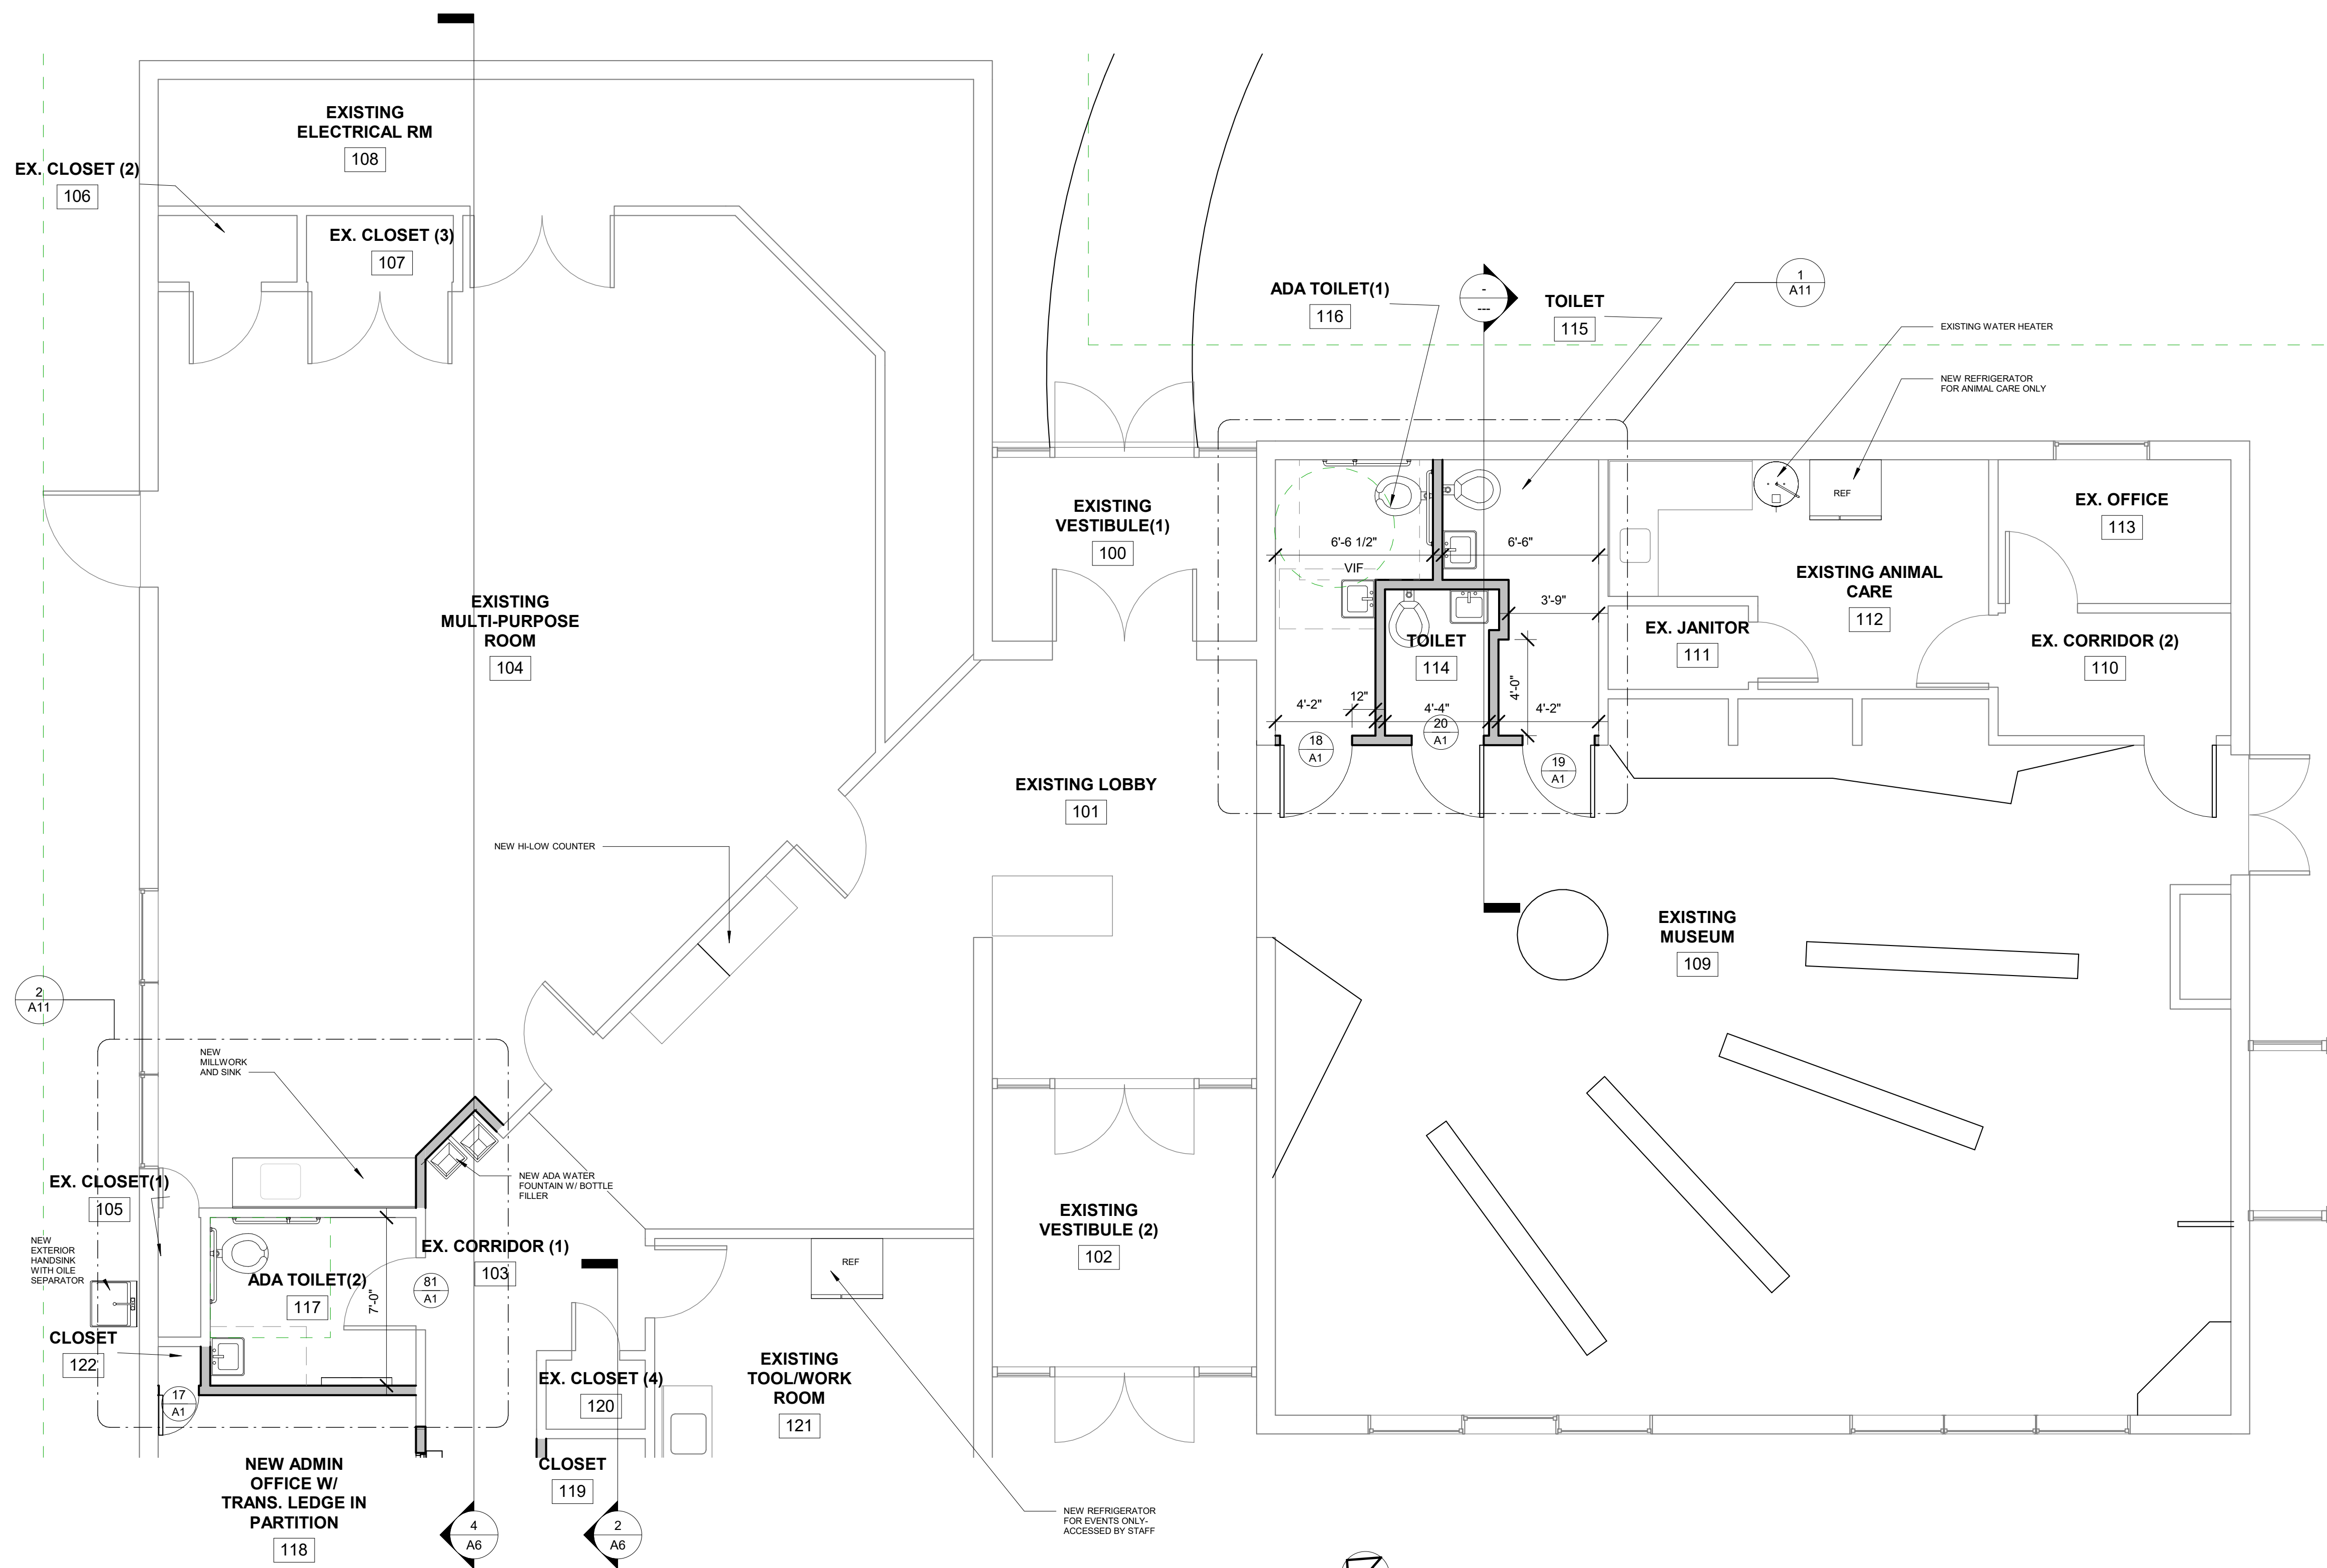 EXISTING
ELECTRICAL RM
108
EX. CLOSET (2)
106
EX. CLOSET (3)
107
ADA TOILET(1)
116
-
---
TOILET
115
1
A11
EXISTING WATER HEATER
NEW REFRIGERATOR
FOR ANIMAL CARE ONLY
REF
EX. OFFICE
113
EXISTING
VESTIBULE(1)
100
6'-6 1/2"
VIF
6'-6"
EXISTING ANIMAL
CARE
112
3'-9"
EXISTING
MULTI-PURPOSE
ROOM
104
TOILET
114
EX. JANITOR
111
EX. CORRIDOR (2)
110
4'-0"
4'-2"
12"
4'-4"
4'-2"
20
A1
18
A1
19
A1
EXISTING LOBBY
101
NEW HI-LOW COUNTER
EXISTING
MUSEUM
109
2
A11
NEW
MILLWORK
AND SINK
NEW ADA WATER
FOUNTAIN W/ BOTTLE
FILLER
EX. CLOSET(1)
105
NEW
EXTERIOR
HANDSINK
WITH OILE
SEPARATOR
EX. CORRIDOR (1)
103
ADA TOILET(2)
117
7'-0"
81
A1
REF
EXISTING
VESTIBULE (2)
102
CLOSET
122
17
A1
EX. CLOSET (4)
120
EXISTING
TOOL/WORK
ROOM
121
NEW ADMIN
OFFICE W/
TRANS. LEDGE IN
PARTITION
118
CLOSET
119
4
A6
2
A6
NEW REFRIGERATOR
FOR EVENTS ONLY-
ACCESSED BY STAFF